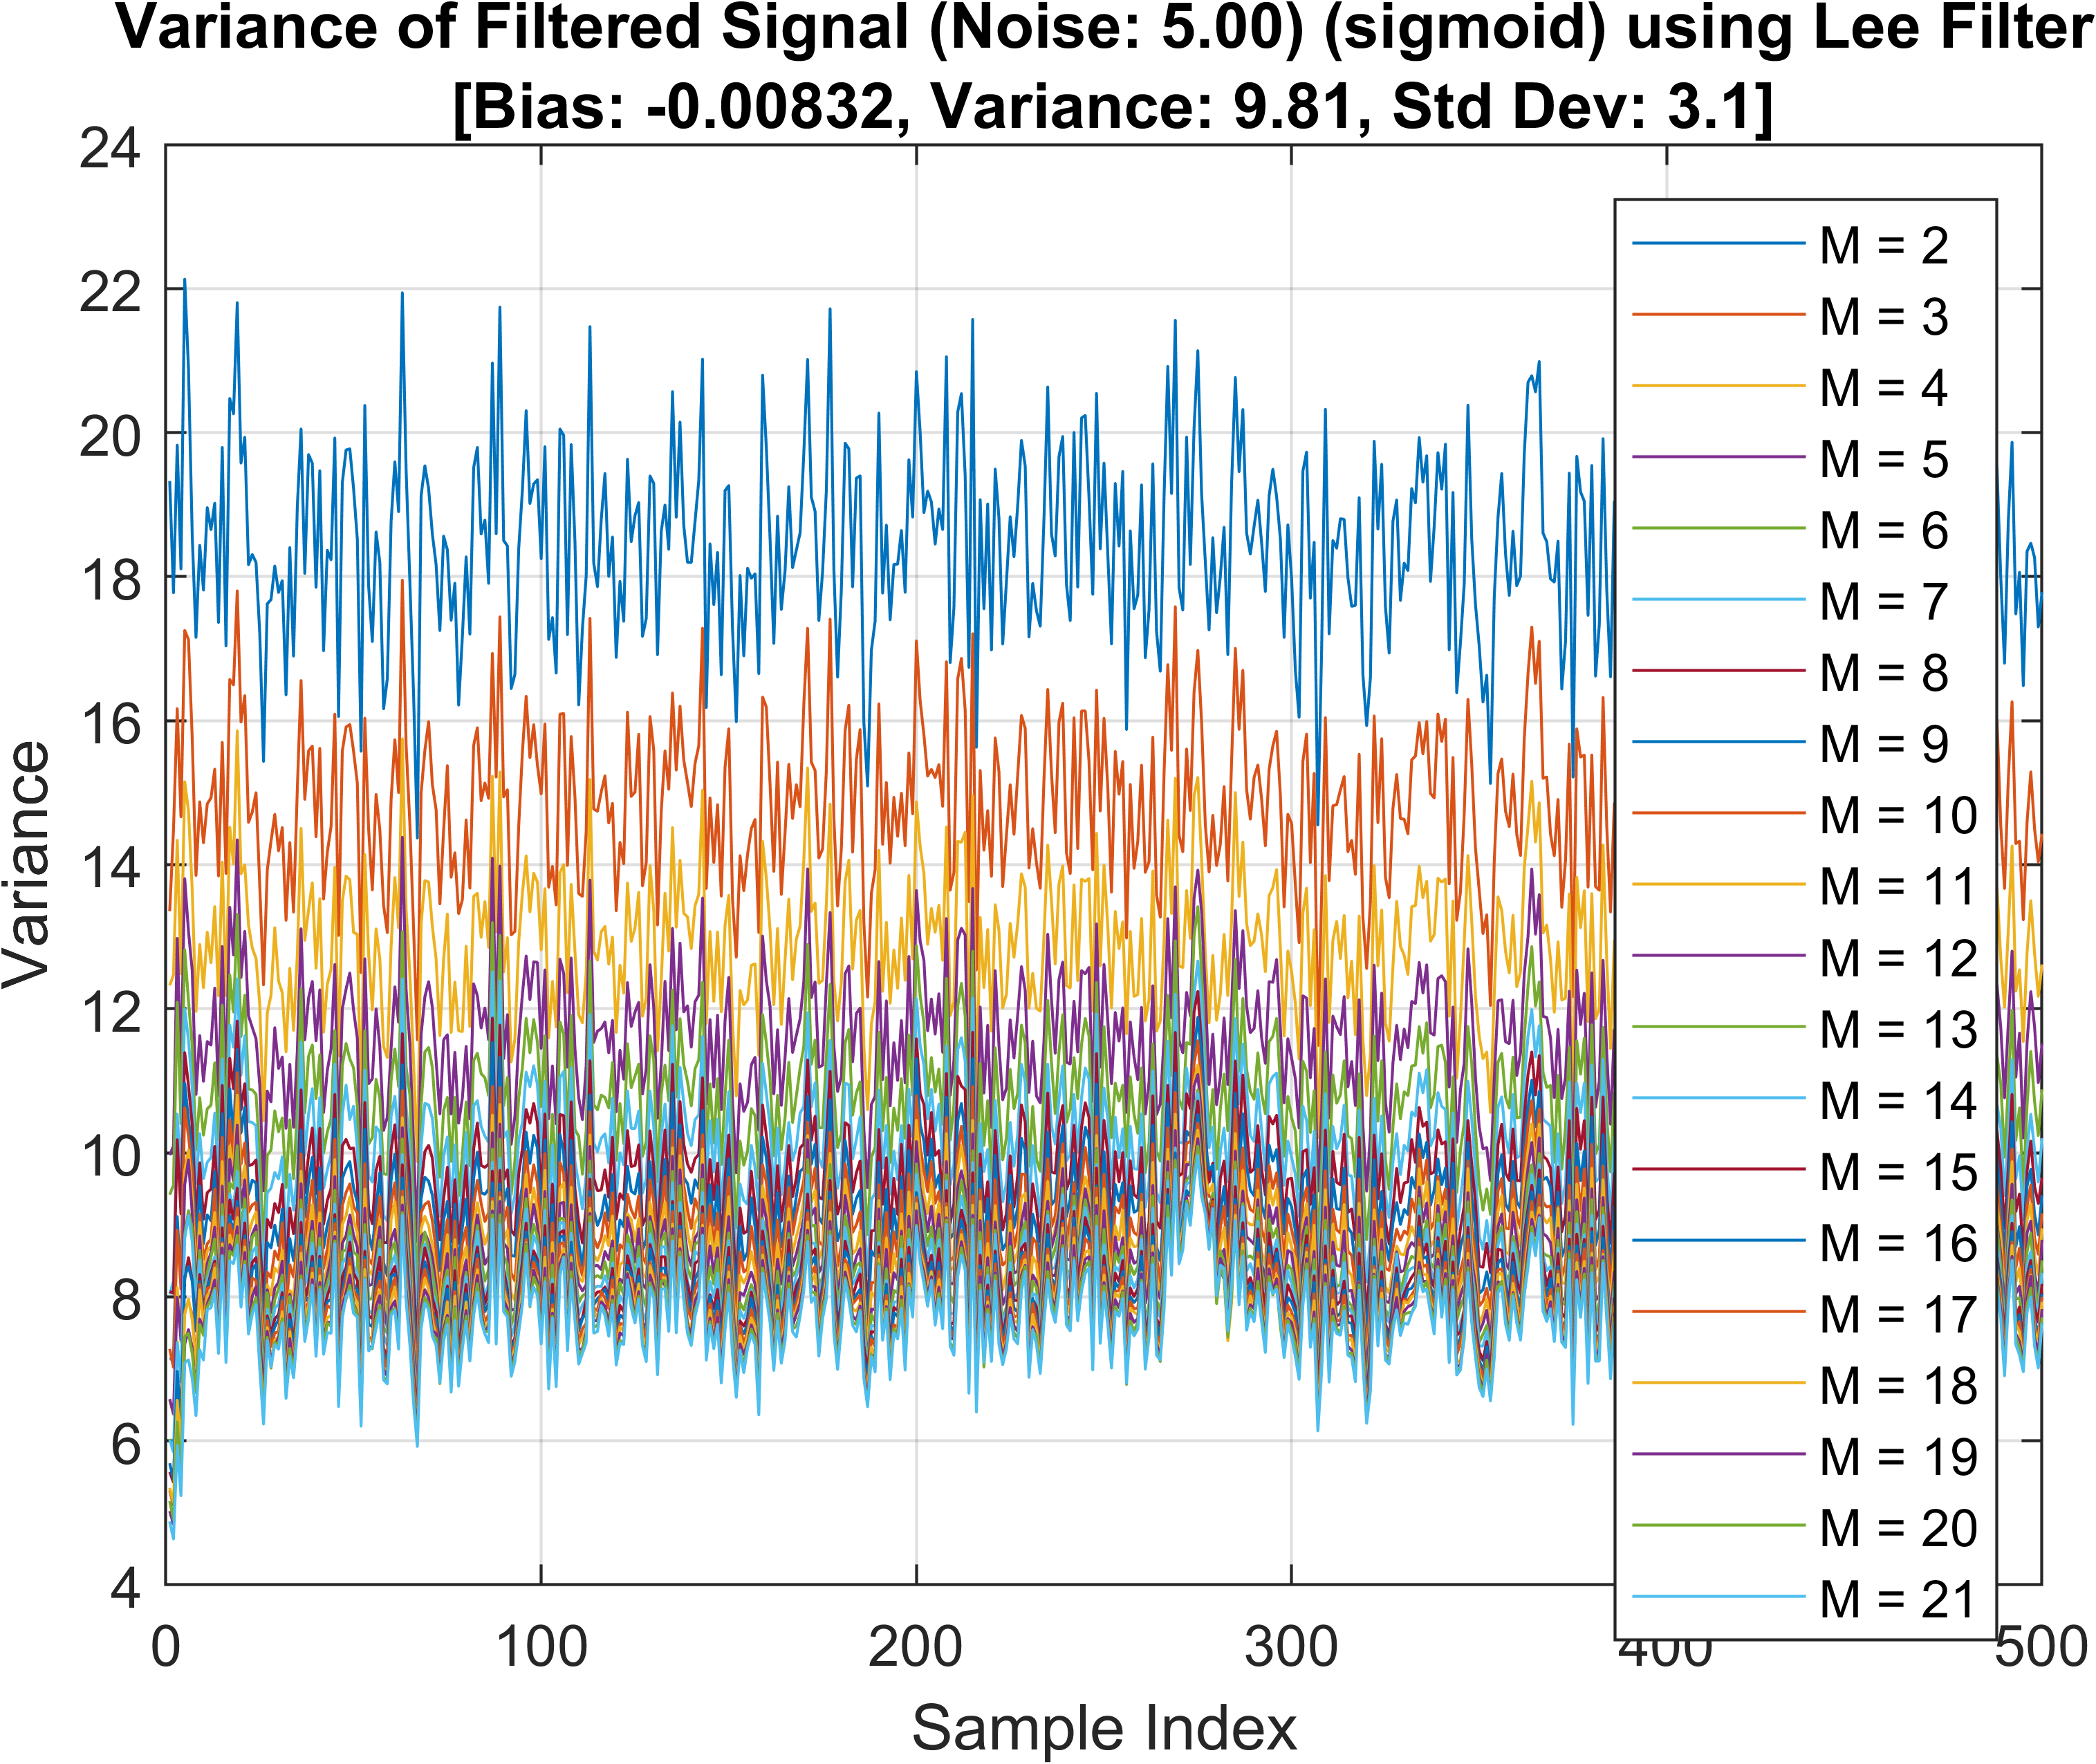 Variance of Filtered Signal (Noise: 5.00) (sigmoid) using Lee Filter
[Bias: -0.00832, Variance: 9.81, Std Dev: 3.1]
24
22
20
18
16
14
12
10
8
6
4
Variance
M = 2
M = 3
M = 4
M = 5
M = 6
M = 7
M = 8
M = 9
M = 10
M = 11
M = 12
M = 13
M = 14
M = 15
M = 16
M = 17
M = 18
M = 19
M = 20
M = 21
0 100 200 300 400 500
Sample Index